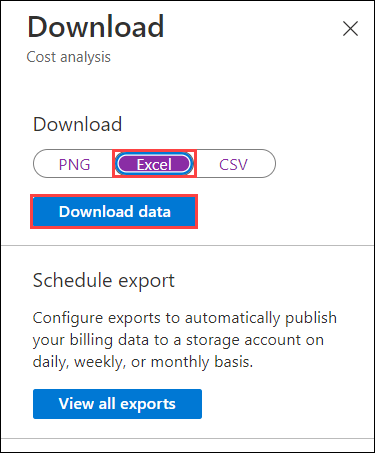 Download
Cost analysis
Download
PNG Excel CSV
Download data
Schedule export
Configure exports to automatically publish
your billing data to a storage account on
daily, weekly, or monthly basis.
View all exports